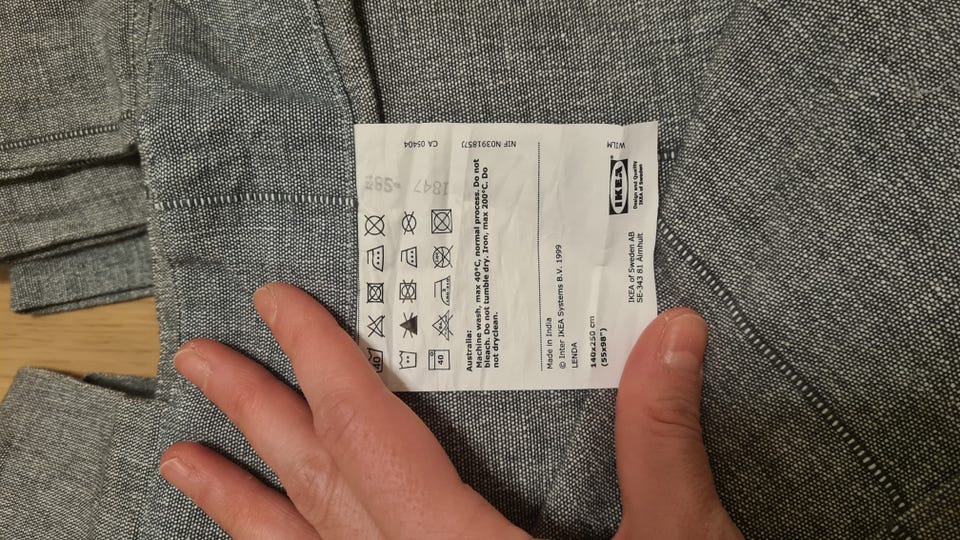 IKEA®
Design and Quality
IKEA of Sweden
IKEA of Sweden AB
SE-343 81 Älmhult
Made in India
© Inter IKEA Systems B.V. 1999
LENDA
140x250 cm
(55x98")
Australia:
Machine wash, max 40°C, normal process. Do not
bleach. Do not tumble dry. Iron, max 200°C. Do
not dryclean.
40
40
WILM
NIF N0391857J
CA 05404
1847